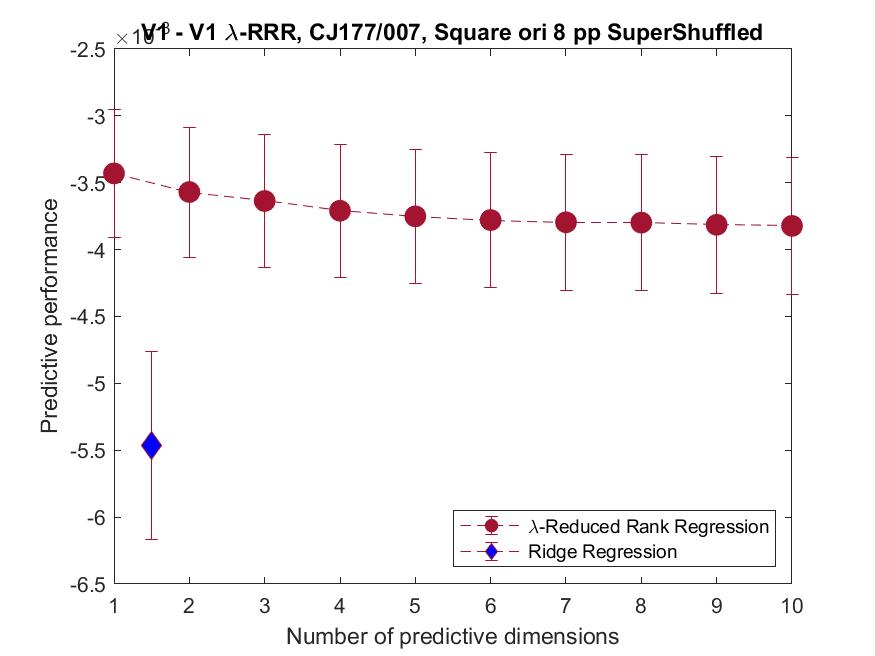 V1 - V1 λ-RRR, CJ177/007, Square ori 8 pp SuperShuffled
-2.5
-3
-3.5
-4
-4.5
-5
-5.5
-6
-6.5
Predictive performance
λ-Reduced Rank Regression
Ridge Regression
1 2 3 4 5 6 7 8 9 10
Number of predictive dimensions